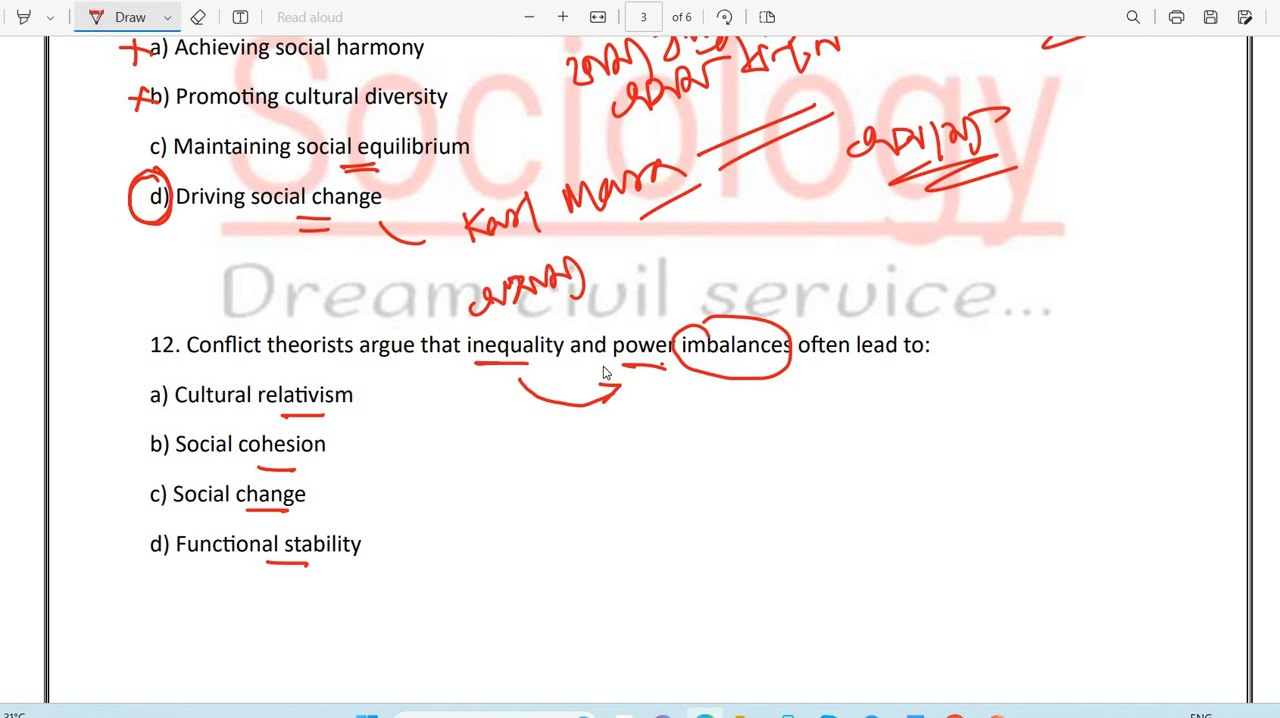 Draw
Read aloud
3 of 6
a) Achieving social harmony
b) Promoting cultural diversity
c) Maintaining social equilibrium
d) Driving social change
Karl Marx
Sociology
Dream civil service...
12. Conflict theorists argue that inequality and power imbalances often lead to:
a) Cultural relativism
b) Social cohesion
c) Social change
d) Functional stability
31°C
ENG